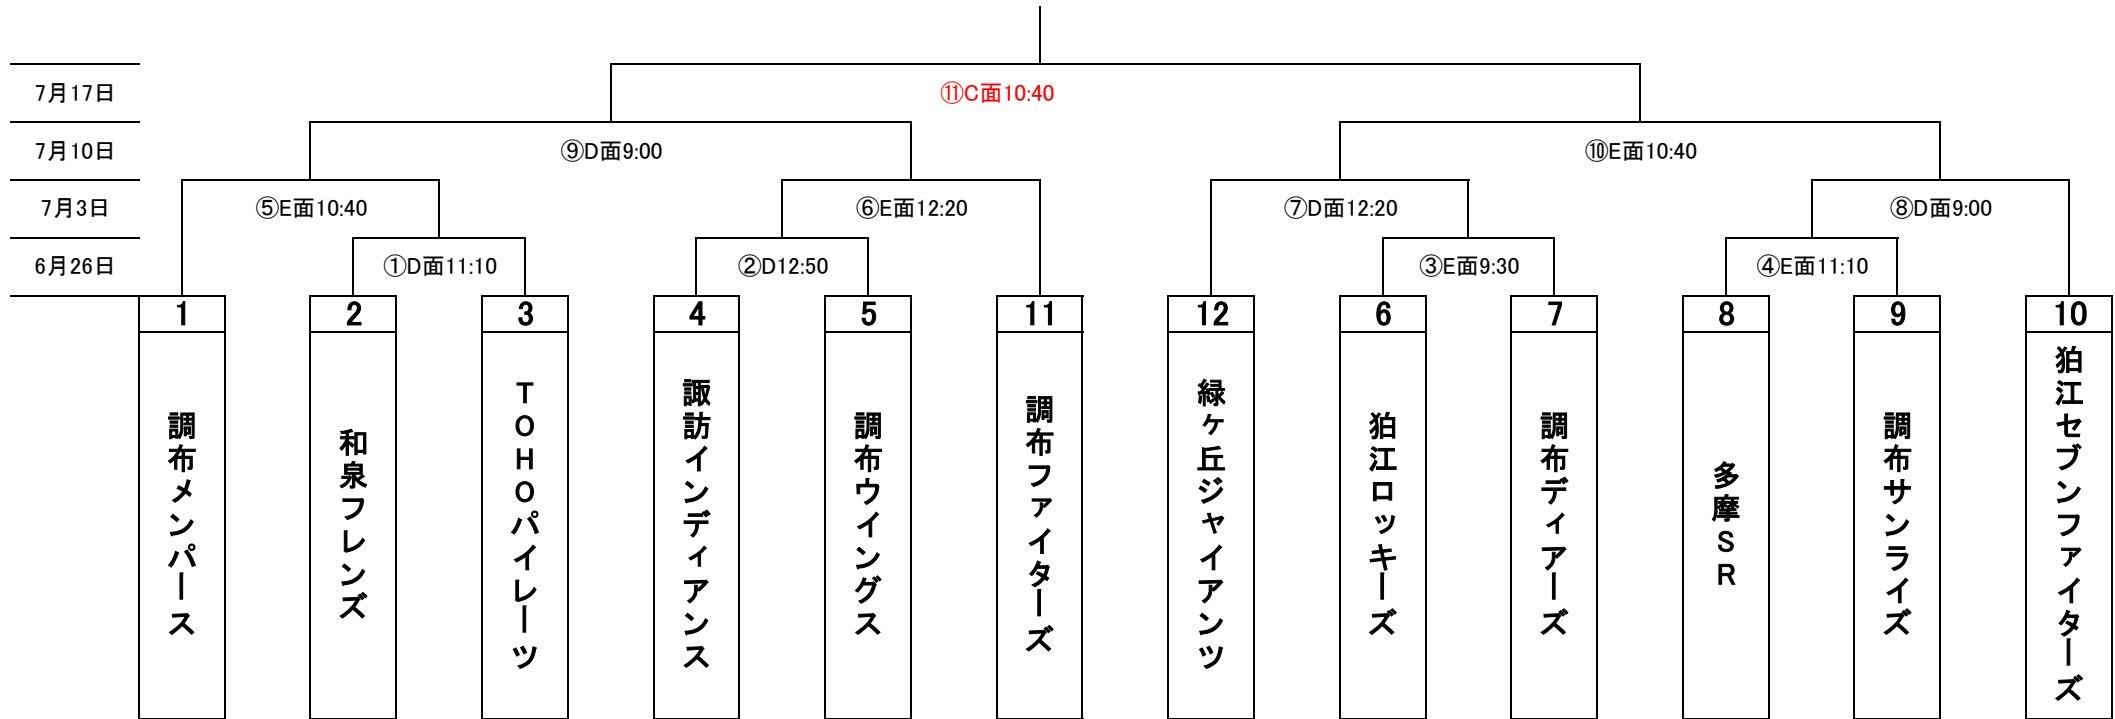 7月17日
⑪C面10:40
7月10日
⑨D面9:00
⑩E面10:40
7月3日
⑤E面10:40
⑥E面12:20
⑦D面12:20
⑧D面9:00
6月26日
①D面11:10
②D12:50
③E面9:30
④E面11:10
1
2
3
4
5
11
12
6
7
8
9
10
調布メンパース
和泉フレンズ
TOHOパイレーツ
諏訪インディアンス
調布ウイングス
調布ファイターズ
緑ヶ丘ジャイアンツ
狛江ロッキーズ
調布ディアーズ
多摩SR
調布サンライズ
狛江セブンファイターズ